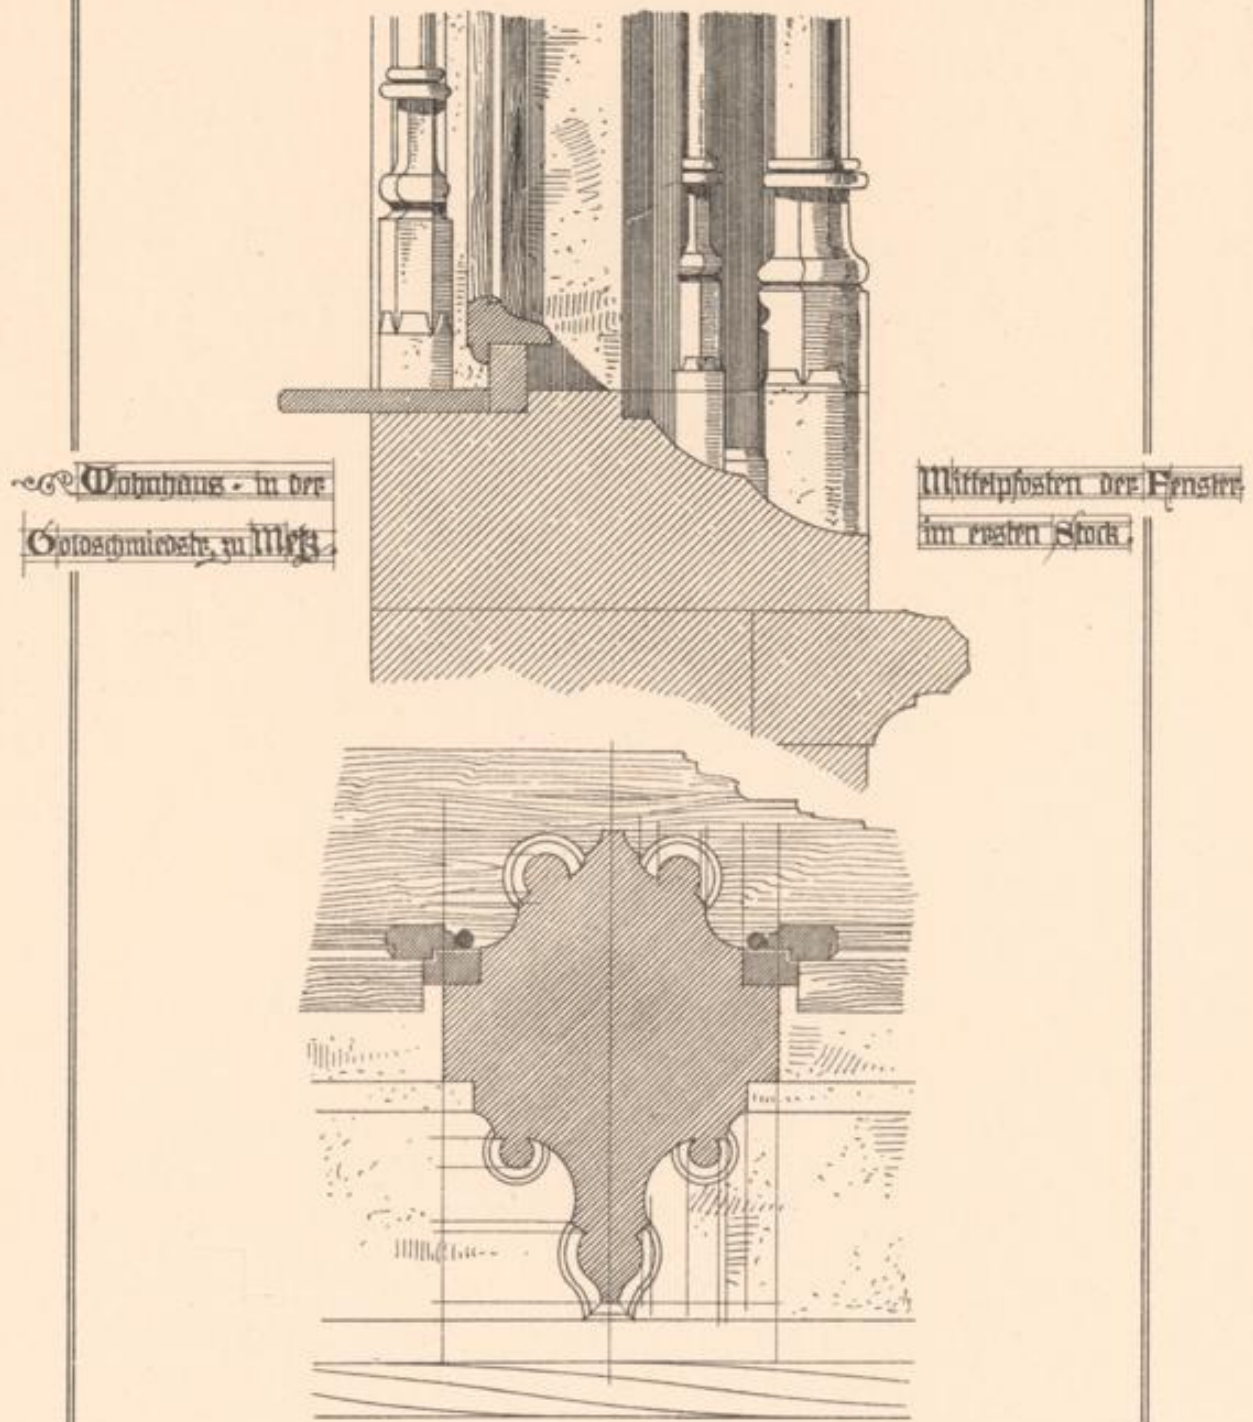 Wohnhaus - in der
Goldschmiedstr. zu Metz.
Mittelpfosten der Fenster
im ersten Stock.